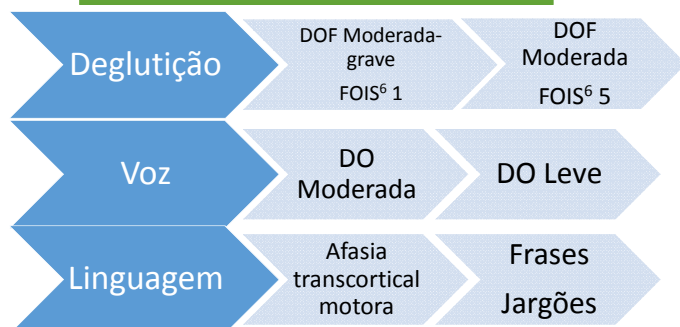 Deglutição
DOF Moderada-
grave
FOIS⁶ 1
DOF
Moderada
FOIS⁶ 5
Voz
DO
Moderada
DO Leve
Linguagem
Afasia
transcortical
motora
Frases
Jargões